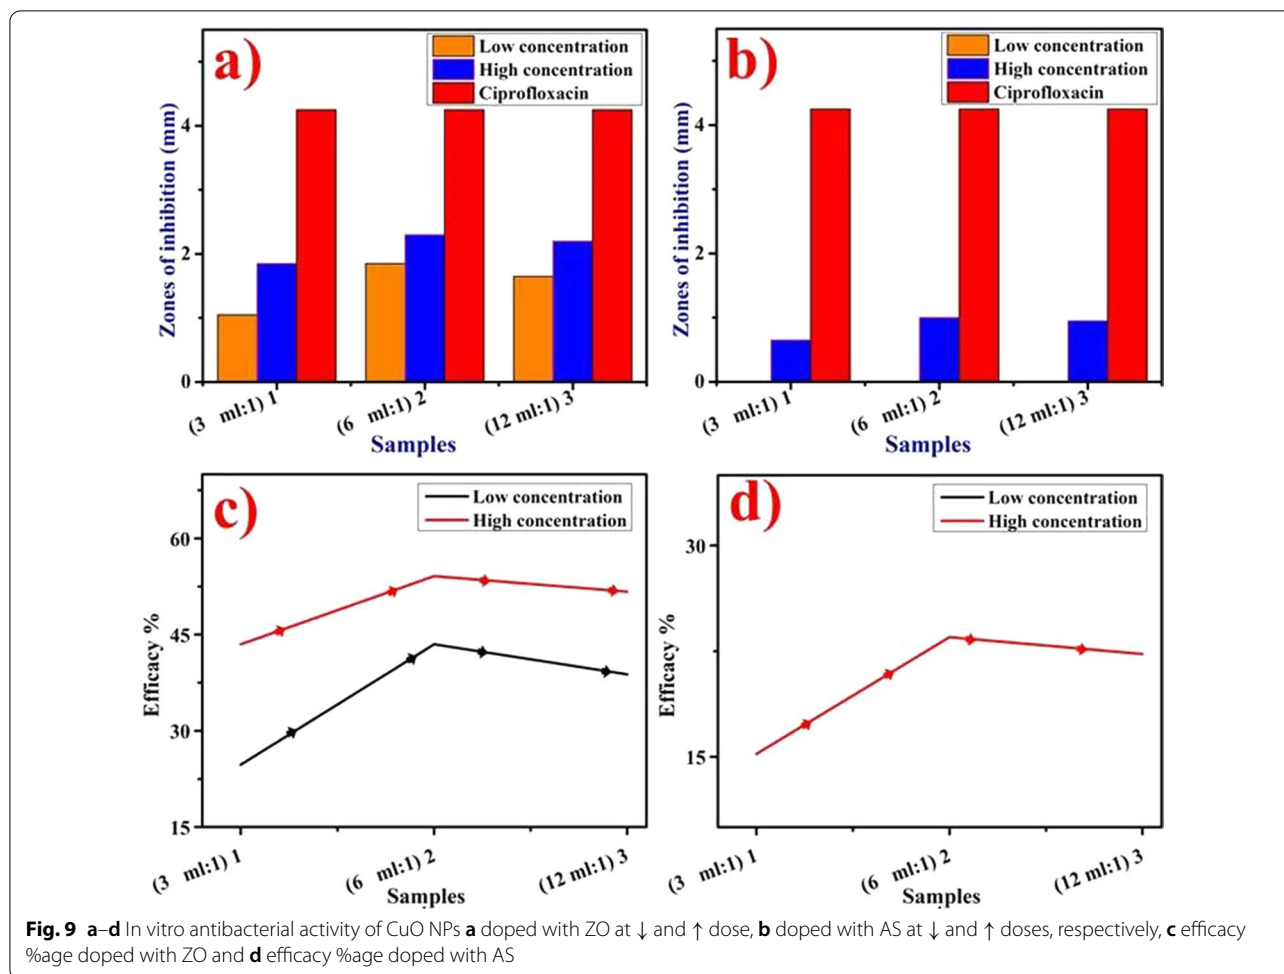 a)
Low concentration
High concentration
Ciprofloxacin
Zones of inhibition (mm)
4
2
0
(3 ml:1) 1
(6 ml:1) 2
(12 ml:1) 3
Samples
b)
Low concentration
High concentration
Ciprofloxacin
Zones of inhibition (mm)
4
2
0
(3 ml:1) 1
(6 ml:1) 2
(12 ml:1) 3
Samples
c)
Low concentration
High concentration
Efficacy %
60
45
30
15
(3 ml:1) 1
(6 ml:1) 2
(12 ml:1) 3
Samples
d)
Low concentration
High concentration
Efficacy %
30
15
(3 ml:1) 1
(6 ml:1) 2
(12 ml:1) 3
Samples
Fig. 9 a–d In vitro antibacterial activity of CuO NPs a doped with ZO at ↓ and ↑ dose, b doped with AS at ↓ and ↑ doses, respectively, c efficacy
%age doped with ZO and d efficacy %age doped with AS